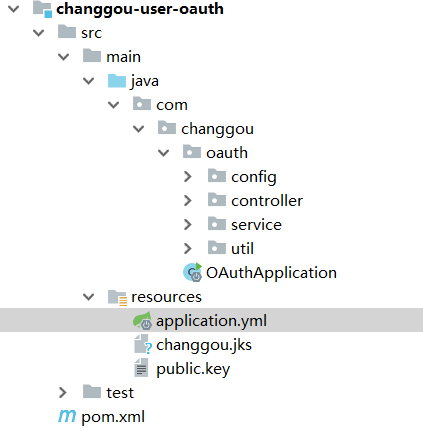 changgou-user-oauth
src
main
java
com
changgou
oauth
config
controller
service
util
OAuthApplication
resources
application.yml
changgou.jks
public.key
test
pom.xml